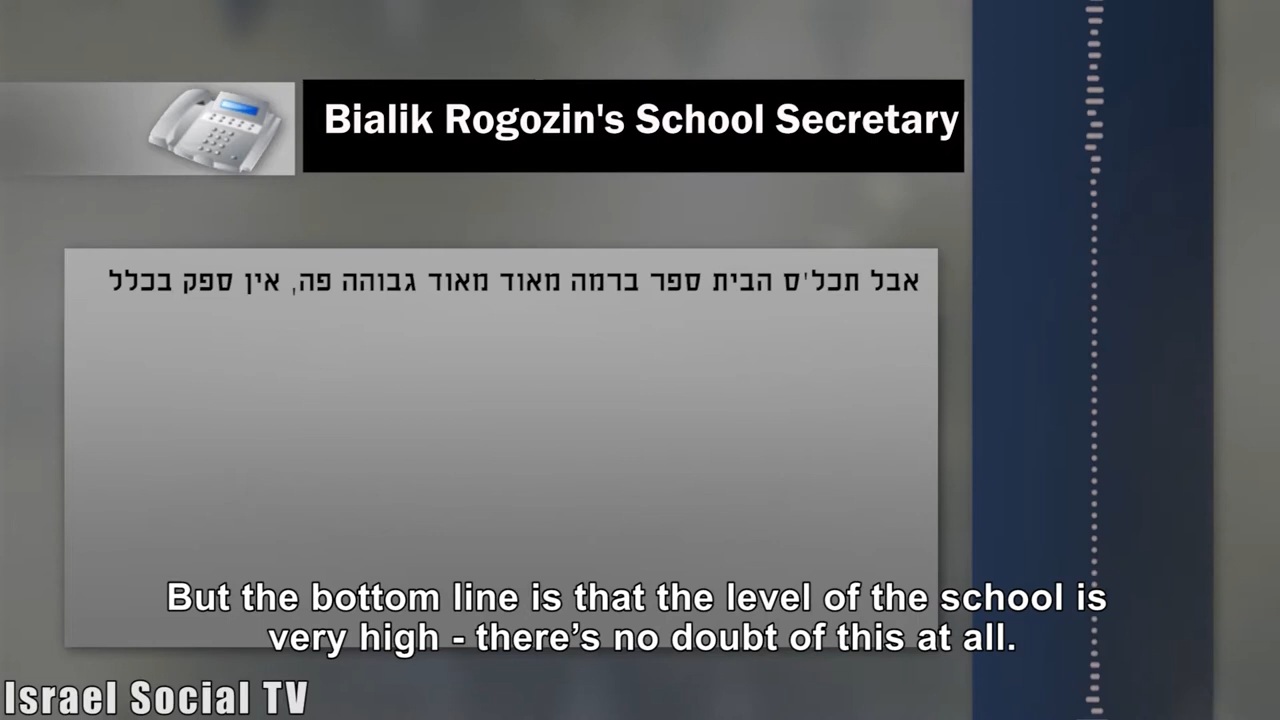 Bialik Rogozin's School Secretary
אבל תכל'ס הבית ספר ברמה מאוד מאוד גבוהה פה, אין ספק בכלל
But the bottom line is that the level of the school is
very high - there’s no doubt of this at all.
Israel Social TV